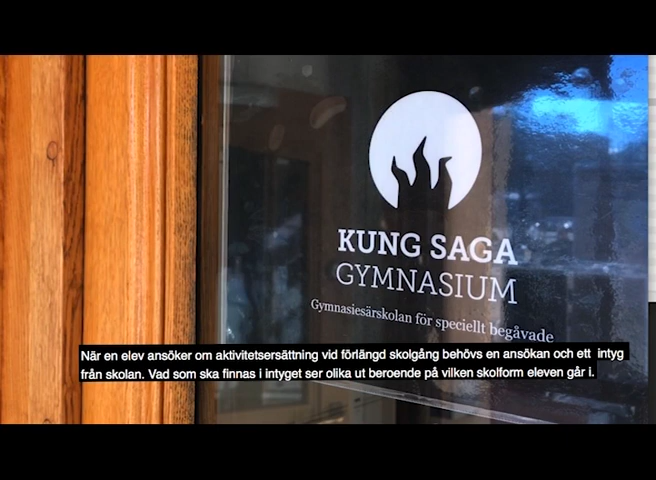 KUNG SAGA
GYMNASIUM
Gymnasiesärskolan för speciellt begåvade
När en elev ansöker om aktivitetsersättning vid förlängd skolgång behövs en ansökan och ett intyg
från skolan. Vad som ska finnas i intyget ser olika ut beroende på vilken skolform eleven går i.